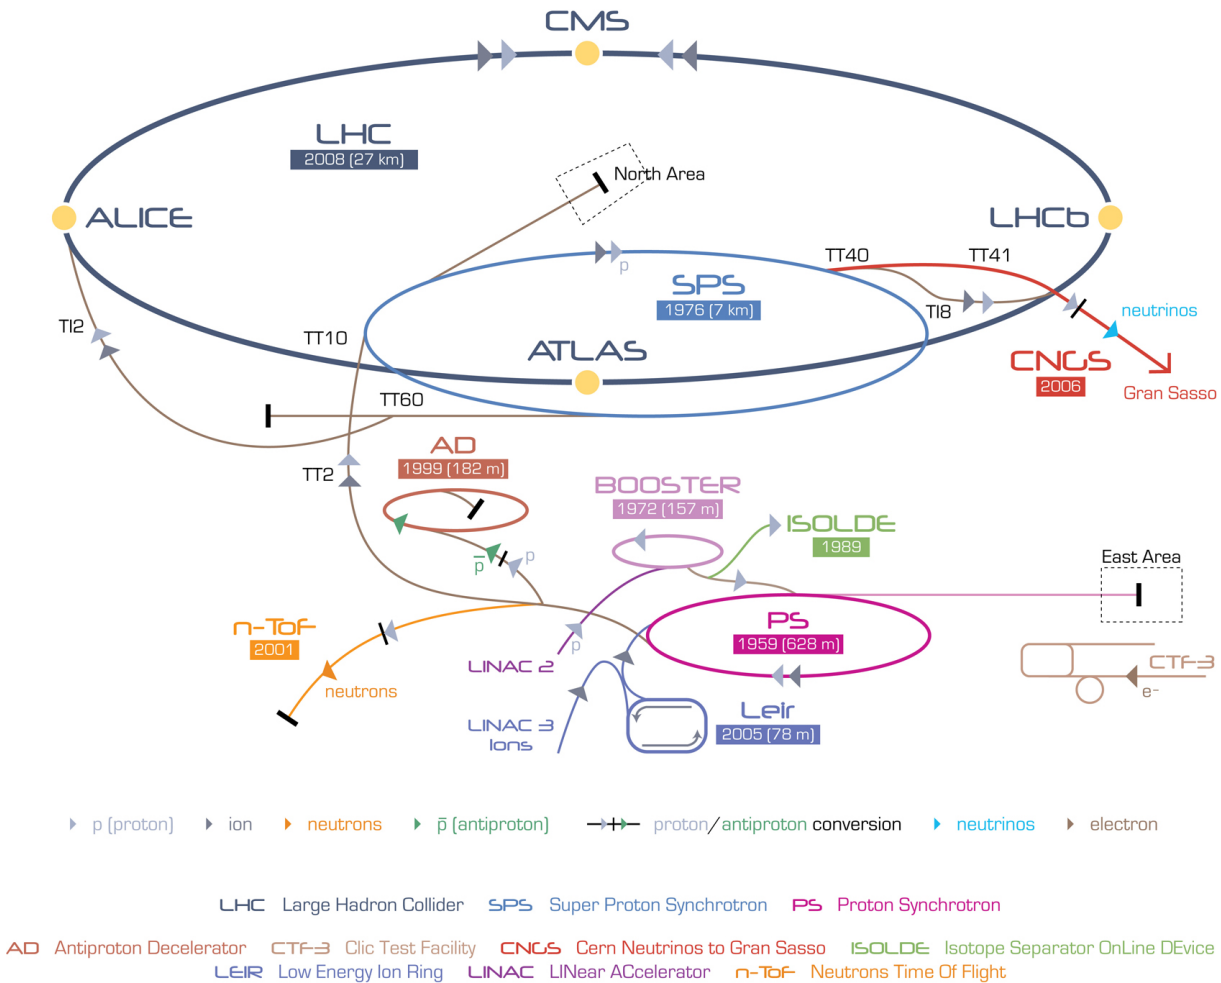 CMS
LHC
2008 (27 km)
North Area
ALICE
LHCb
TT40
TT41
p
SPS
1976 (7 km)
TI8
neutrinos
TI2
TT10
ATLAS
CNGS
2006
Gran Sasso
TT60
AD
1999 (182 m)
TT2
BOOSTER
1972 (157 m)
ISOLDE
1989
p̅
p
East Area
n-ToF
2001
PS
1959 (628 m)
p
LINAC 2
neutrons
CTF3
e-
LINAC 3
Ions
Leir
2005 (78 m)
p (proton) ion neutrons p̅ (antiproton) proton/antiproton conversion neutrinos electron
LHC Large Hadron Collider SPS Super Proton Synchrotron PS Proton Synchrotron
AD Antiproton Decelerator CTF3 Clic Test Facility CNGS Cern Neutrinos to Gran Sasso ISOLDE Isotope Separator OnLine DEvice
LEIR Low Energy Ion Ring LINAC LINear ACcelerator n-ToF Neutrons Time Of Flight